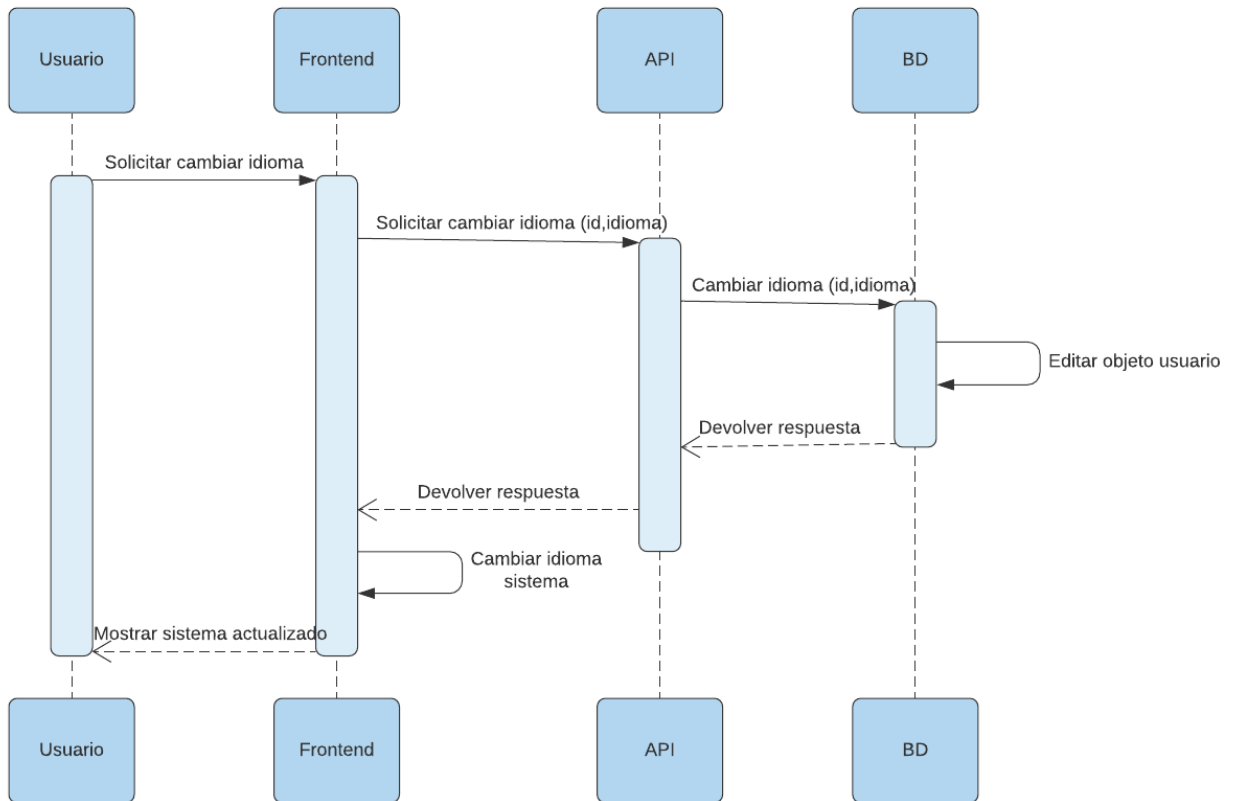 Usuario
Frontend
API
BD
Solicitar cambiar idioma
Solicitar cambiar idioma (id,idioma)
Cambiar idioma (id,idioma)
Editar objeto usuario
Devolver respuesta
Devolver respuesta
Cambiar idioma
sistema
Mostrar sistema actualizado
Usuario
Frontend
API
BD